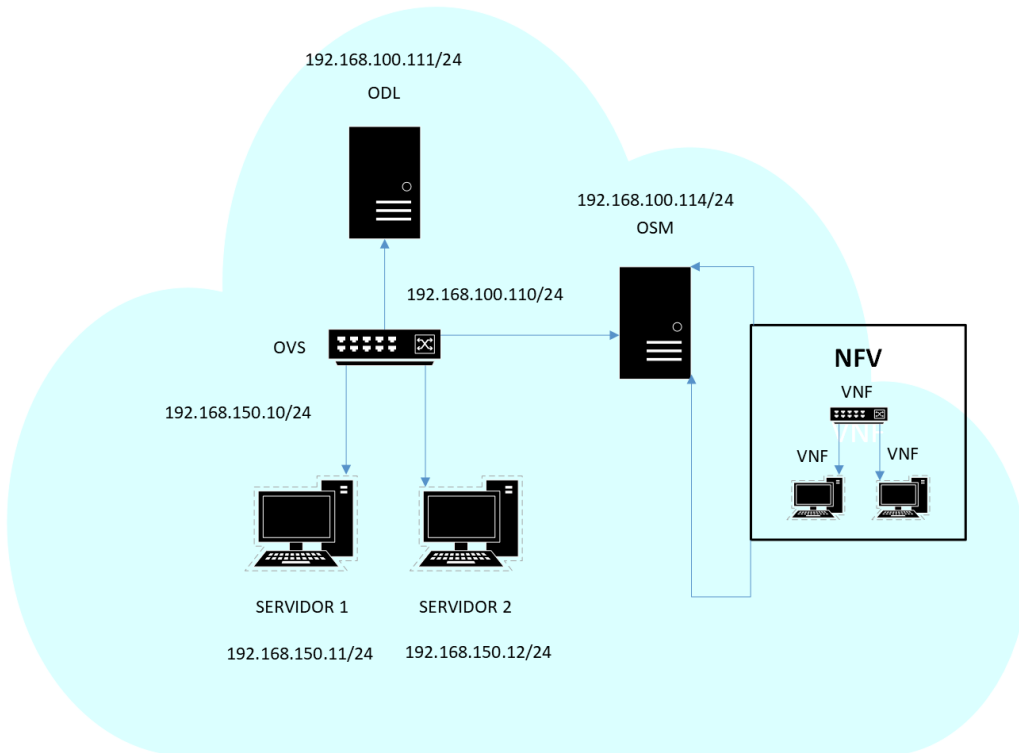 192.168.100.111/24
ODL
192.168.100.114/24
OSM
192.168.100.110/24
OVS
192.168.150.10/24
NFV
VNF
VNF
VNF
VNF
SERVIDOR 1
SERVIDOR 2
192.168.150.11/24
192.168.150.12/24